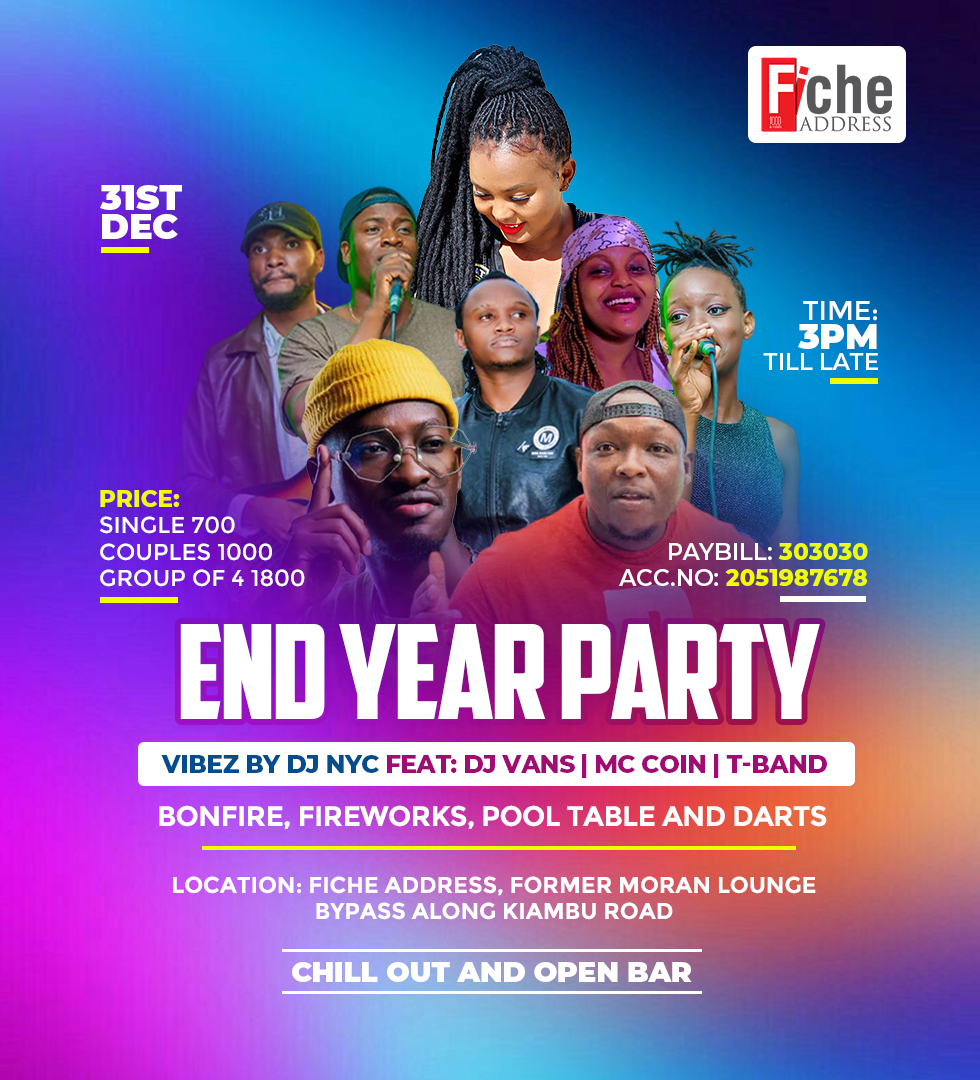 Fiche
ADDRESS
31ST
DEC
TIME:
3PM
TILL LATE
PRICE:
SINGLE 700
COUPLES 1000
GROUP OF 4 1800
PAYBILL: 303030
ACC.NO: 2051987678
END YEAR PARTY
VIBEZ BY DJ NYC FEAT: DJ VANS | MC COIN | T-BAND
BONFIRE, FIREWORKS, POOL TABLE AND DARTS
LOCATION: FICHE ADDRESS, FORMER MORAN LOUNGE
BYPASS ALONG KIAMBU ROAD
CHILL OUT AND OPEN BAR